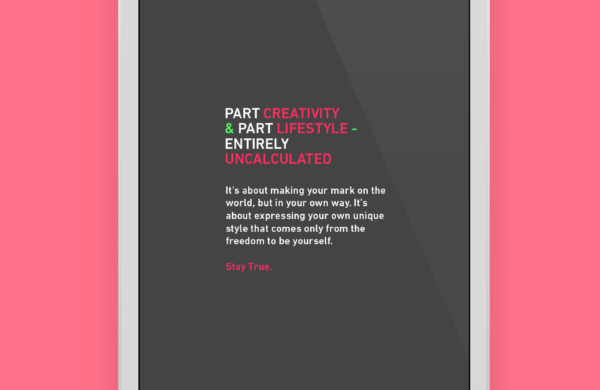 PART CREATIVITY
& PART LIFESTYLE -
ENTIRELY
UNCALCULATED
It's about making your mark on the
world, but in your own way. It's
about expressing your own unique
style that comes only from the
freedom to be yourself.
Stay True.